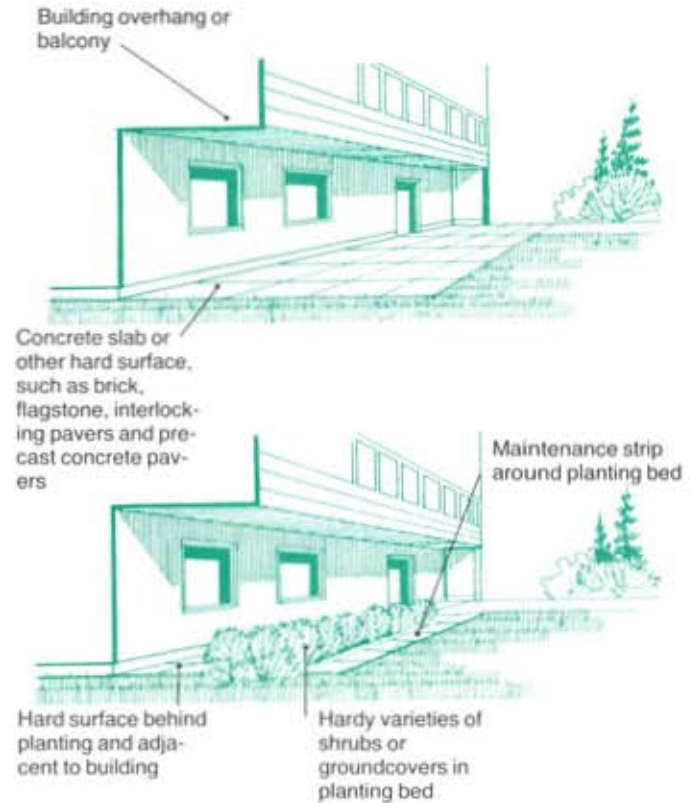 Building overhang or
balcony
Concrete slab or
other hard surface,
such as brick,
flagstone, interlock-
ing pavers and pre-
cast concrete pav-
ers
Maintenance strip
around planting bed
Hard surface behind
planting and adja-
cent to building
Hardy varieties of
shrubs or
groundcovers in
planting bed